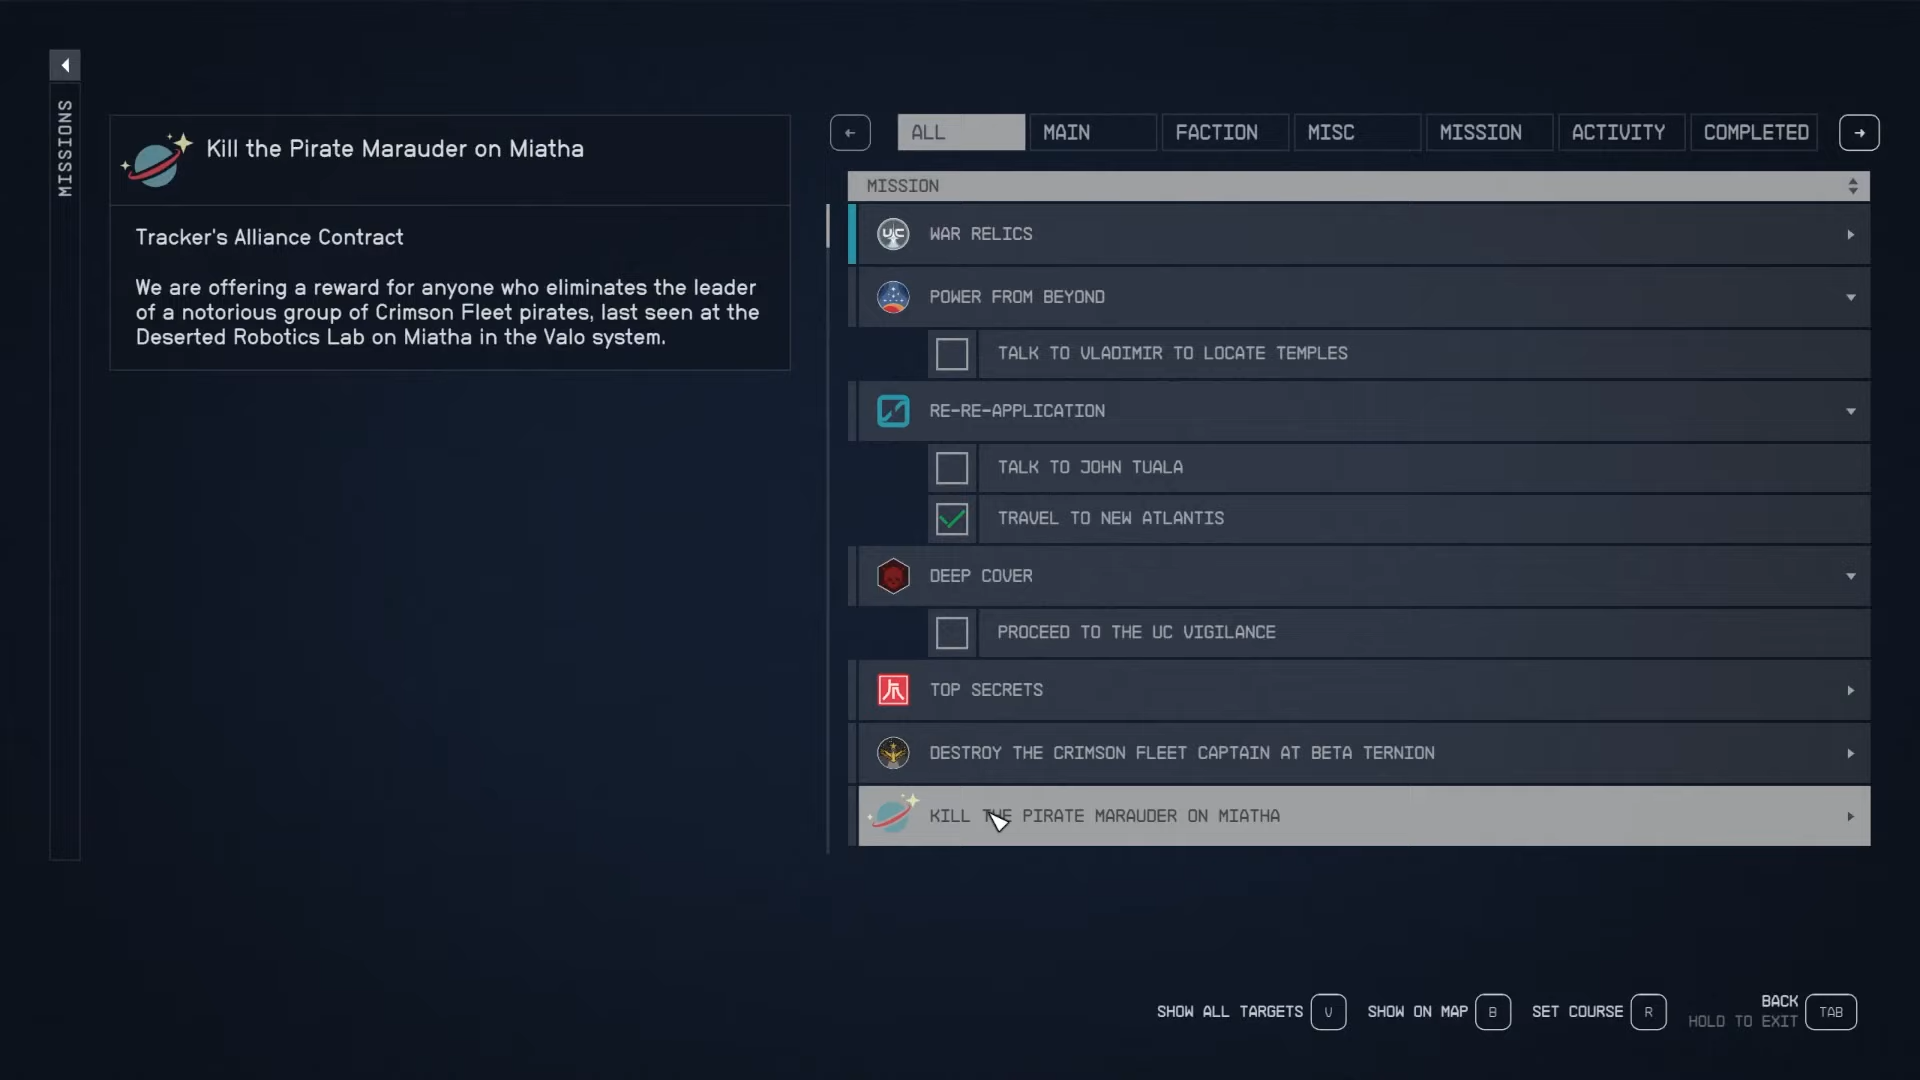 MISSIONS
Kill the Pirate Marauder on Miatha
Tracker's Alliance Contract
We are offering a reward for anyone who eliminates the leader
of a notorious group of Crimson Fleet pirates, last seen at the
Deserted Robotics Lab on Miatha in the Valo system.
ALL MAIN FACTION MISC MISSION ACTIVITY COMPLETED
MISSION
UC WAR RELICS
POWER FROM BEYOND
TALK TO VLADIMIR TO LOCATE TEMPLES
RE-RE-APPLICATION
TALK TO JOHN TUALA
TRAVEL TO NEW ATLANTIS
DEEP COVER
PROCEED TO THE UC VIGILANCE
TOP SECRETS
DESTROY THE CRIMSON FLEET CAPTAIN AT BETA TERNION
KILL THE PIRATE MARAUDER ON MIATHA
SHOW ALL TARGETS V SHOW ON MAP B SET COURSE R BACK TAB
HOLD TO EXIT